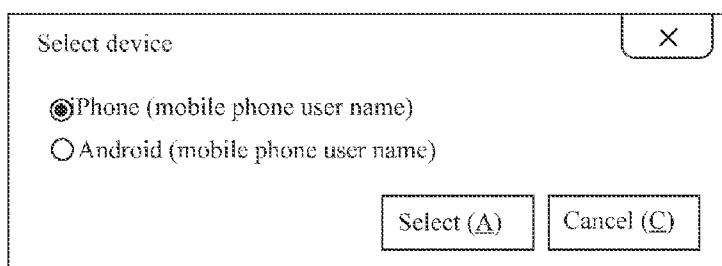 Select device
iPhone (mobile phone user name)
Android (mobile phone user name)
Select (A) Cancel (C)